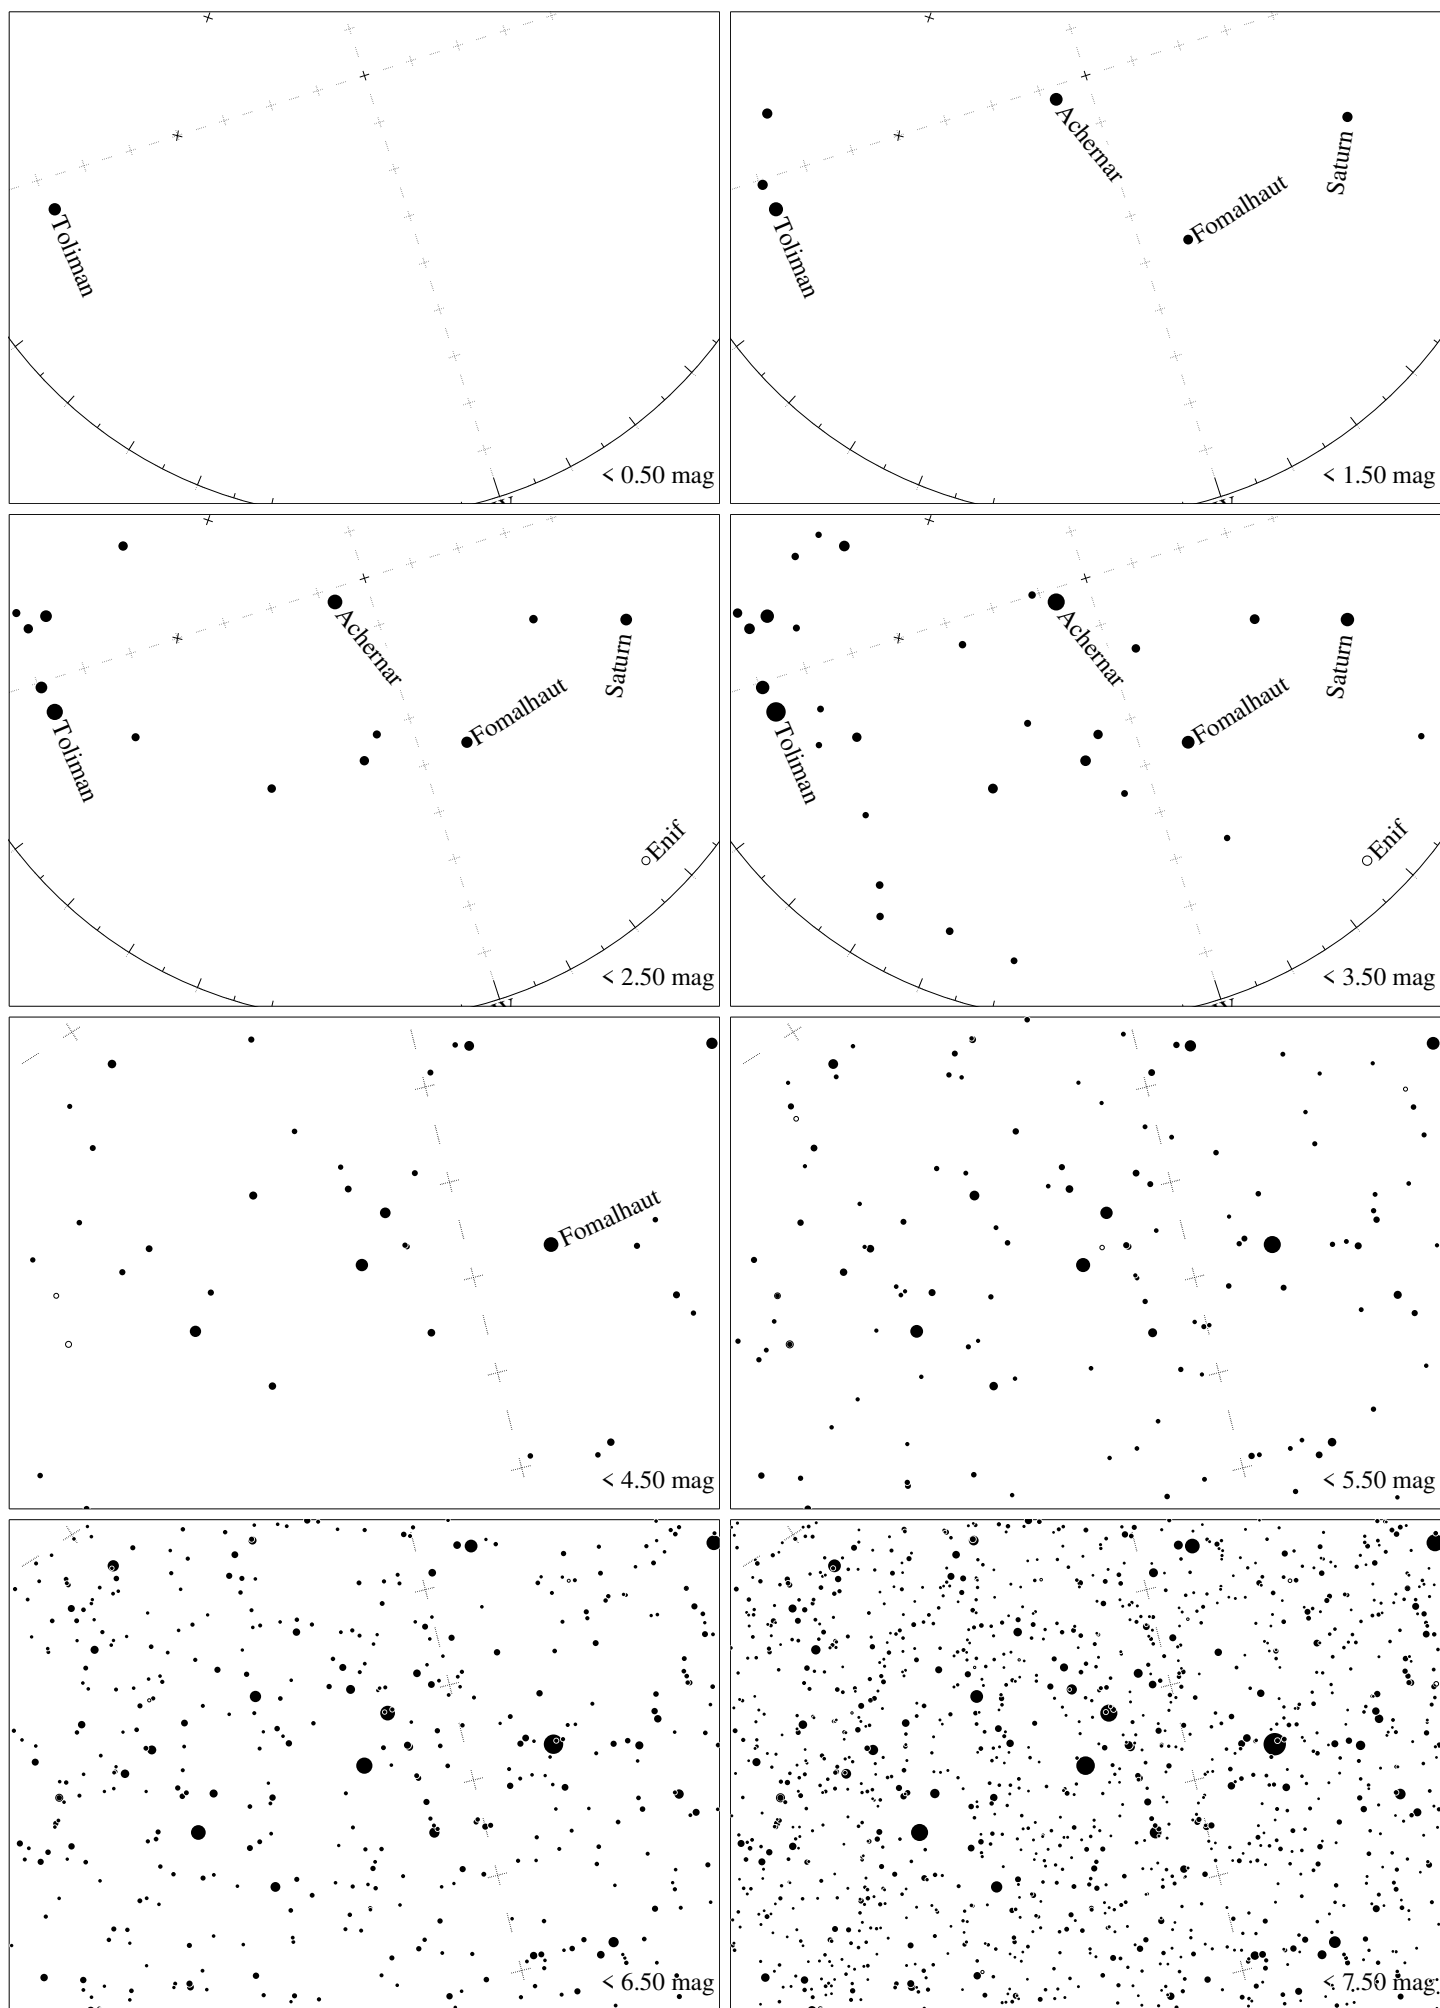 Toliman
< 0.50 mag
Achernar
Saturn
Fomalhaut
Toliman
< 1.50 mag
Achernar
Saturn
Fomalhaut
Toliman
Enif
< 2.50 mag
Achernar
Saturn
Fomalhaut
Toliman
Enif
< 3.50 mag
Fomalhaut
< 4.50 mag
< 5.50 mag
< 6.50 mag
< 7.50 mag